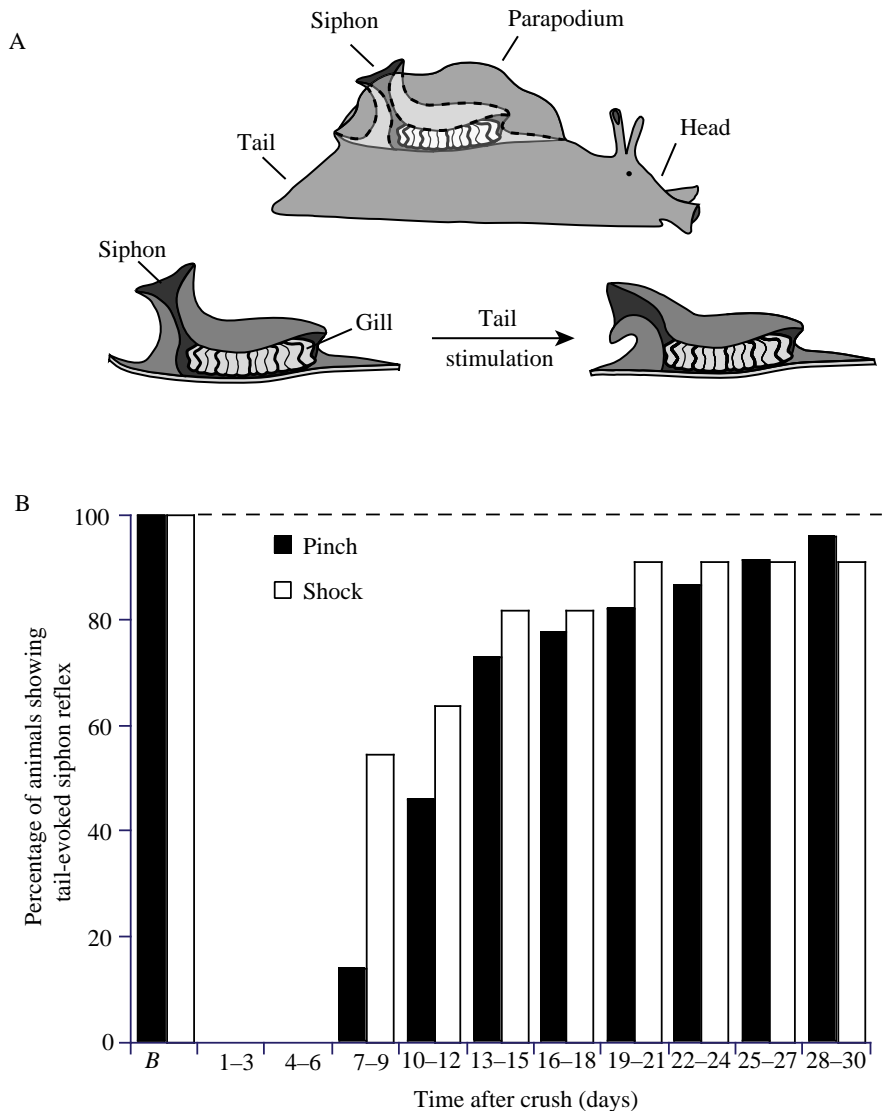 A
Siphon
Parapodium
Tail
Head
Siphon
Gill
Tail
stimulation
B
Percentage of animals showing
tail-evoked siphon reflex
100
80
60
40
20
0
Pinch
Shock
B
1–3
4–6
7–9
10–12
13–15
16–18
19–21
22–24
25–27
28–30
Time after crush (days)